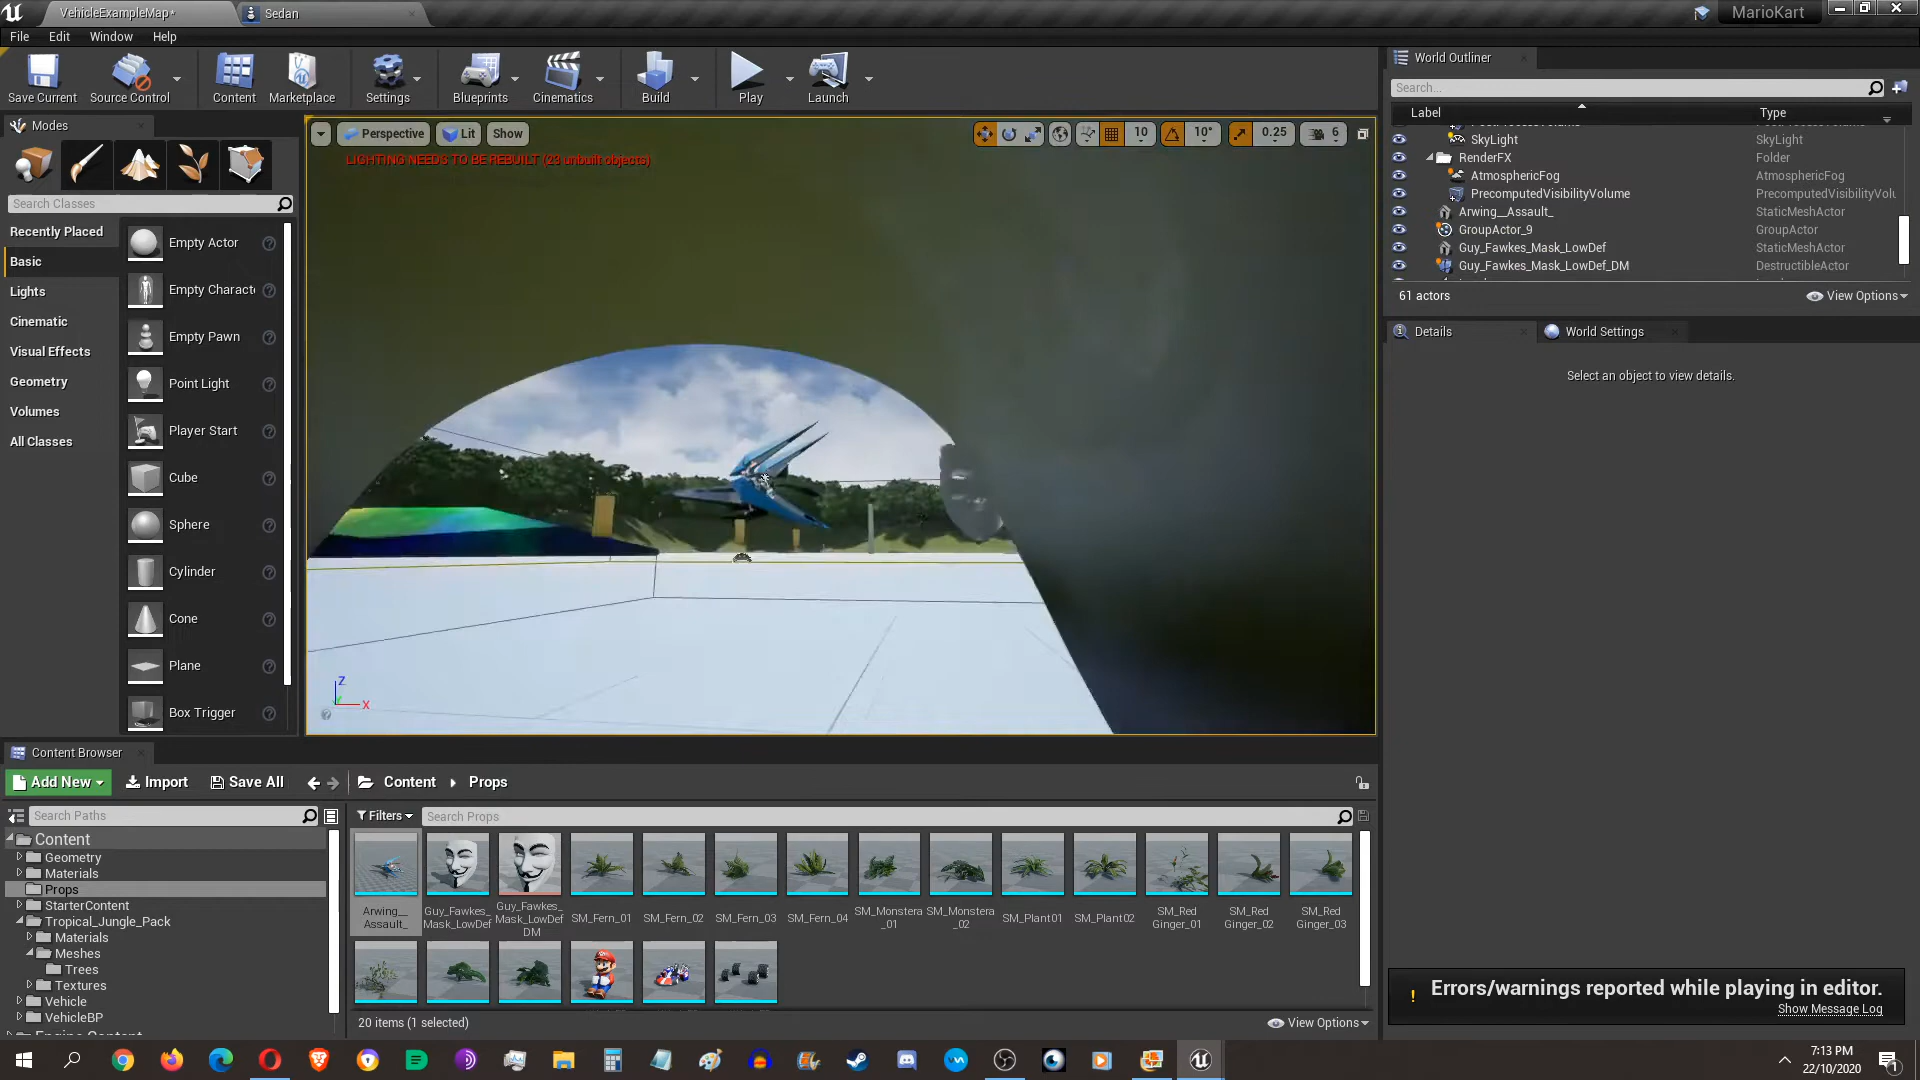 VehicleExampleMap*
Sedan
MarioKart
File Edit Window Help
Save Current
Source Control
Content
Marketplace
Settings
Blueprints
Cinematics
Build
Play
Launch
Modes
Search Classes
Recently Placed
Basic
Lights
Cinematic
Visual Effects
Geometry
Volumes
All Classes
Empty Actor
Empty Charact
Empty Pawn
Point Light
Player Start
Cube
Sphere
Cylinder
Cone
Plane
Box Trigger
Perspective
Lit
Show
10
10°
0.25
6
LIGHTING NEEDS TO BE REBUILT (23 unbuilt objects)
Z
X
World Outliner
Search...
Label Type
SkyLight SkyLight
RenderFX Folder
AtmosphericFog AtmosphericFog
PrecomputedVisibilityVolume PrecomputedVisibilityVolu
Arwing__Assault_ StaticMeshActor
GroupActor_9 GroupActor
Guy_Fawkes_Mask_LowDef StaticMeshActor
Guy_Fawkes_Mask_LowDef_DM DestructibleActor
61 actors
View Options
Details
World Settings
Select an object to view details.
Content Browser
Add New
Import
Save All
Content
Props
Search Paths
Filters
Search Props
Content
Geometry
Materials
Props
StarterContent
Tropical_Jungle_Pack
Materials
Meshes
Trees
Textures
Vehicle
VehicleBP
Engine Content
Arwing__
Assault_
Guy_Fawkes_
Mask_LowDef
Guy_Fawkes_
Mask_LowDef
DM
SM_Fern_01
SM_Fern_02
SM_Fern_03
SM_Fern_04
SM_Monstera
_01
SM_Monstera
_02
SM_Plant01
SM_Plant02
SM_Red
Ginger_01
SM_Red
Ginger_02
SM_Red
Ginger_03
20 items (1 selected)
View Options
Errors/warnings reported while playing in editor.
Show Message Log
7:13 PM
22/10/2020
1